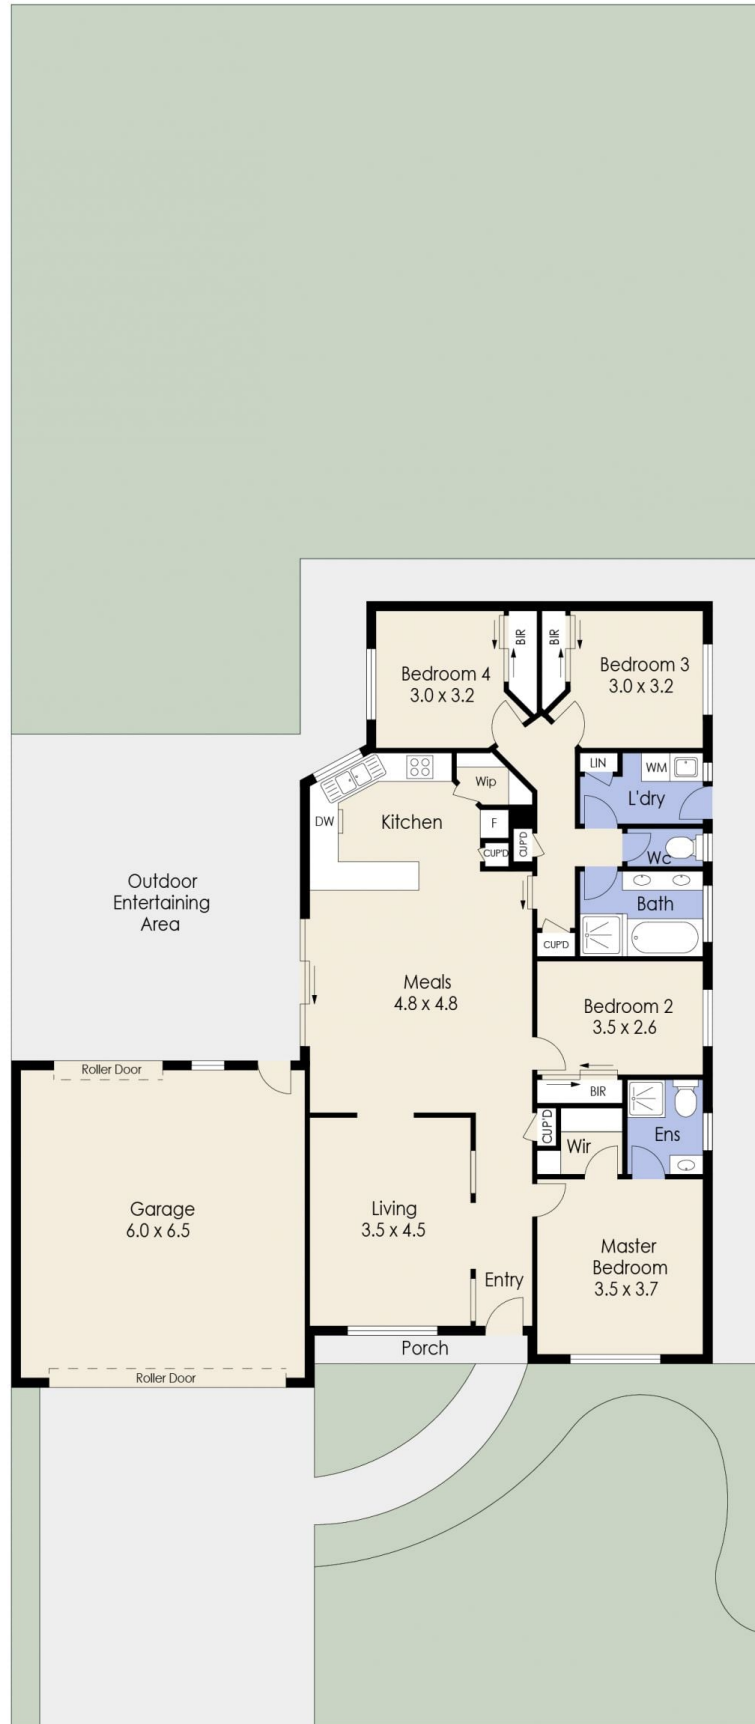 Bedroom 4
3.0 x 3.2
BIR
BIR
Bedroom 3
3.0 x 3.2
LIN
WM
L'dry
Wip
DW
Kitchen
F
CUP'D
CUP'D
Wc
Bath
CUP'D
Outdoor
Entertaining
Area
Meals
4.8 x 4.8
Bedroom 2
3.5 x 2.6
BIR
Roller Door
CUP'D
Wir
Ens
Garage
6.0 x 6.5
Living
3.5 x 4.5
Master
Bedroom
3.5 x 3.7
Entry
Porch
Roller Door